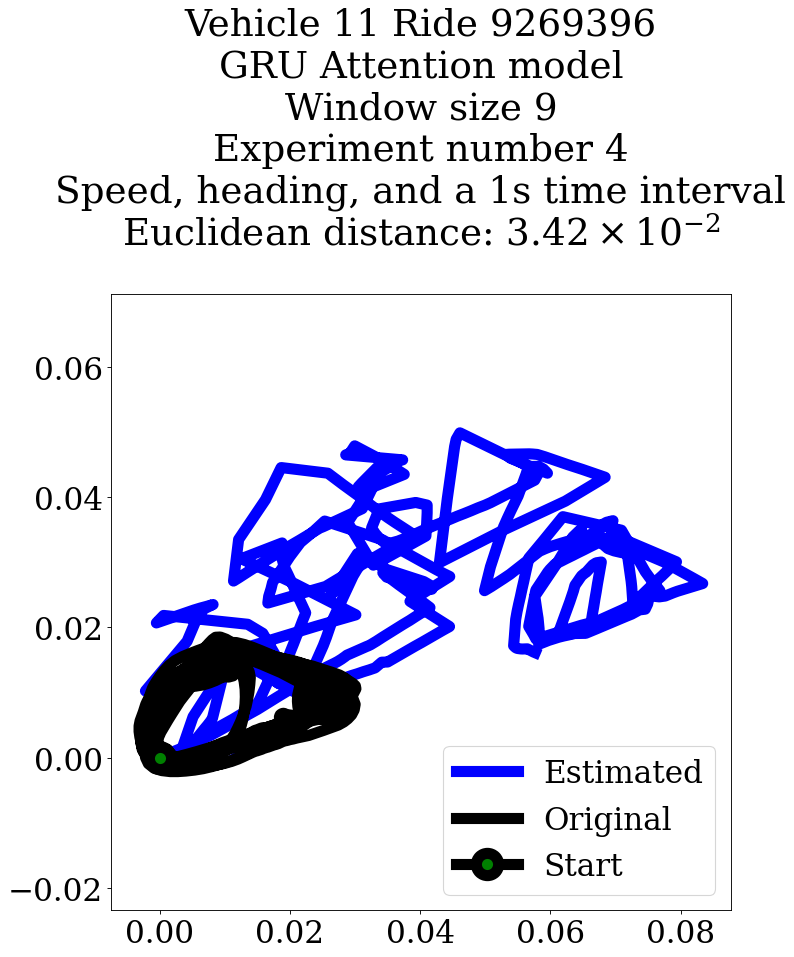 Vehicle 11 Ride 9269396
GRU Attention model
Window size 9
Experiment number 4
Speed, heading, and a 1s time interval
Euclidean distance: 3.42 × 10⁻²
0.06
0.04
0.02
0.00
−0.02
0.00 0.02 0.04 0.06 0.08
Estimated
Original
Start